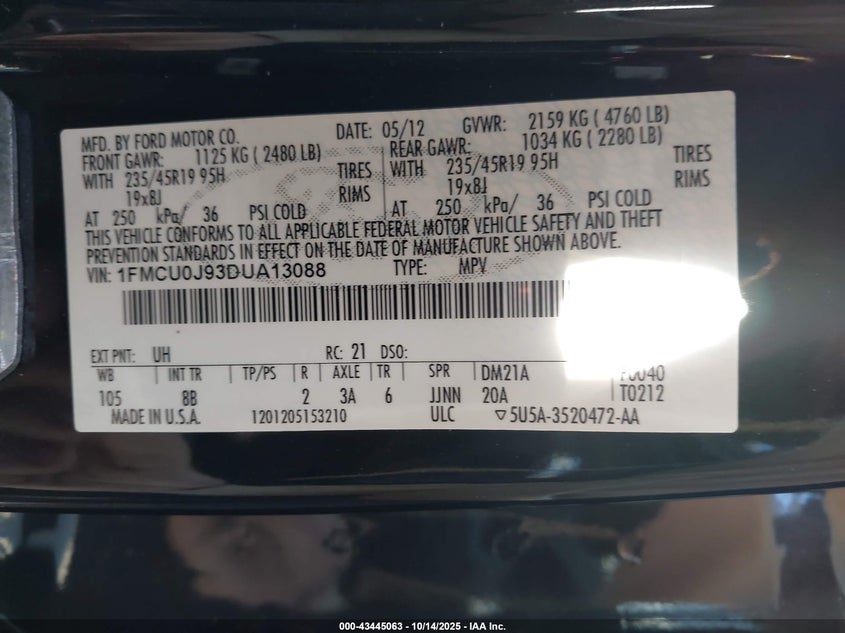 MFD. BY FORD MOTOR CO. DATE: 05/12 GVWR: 2159 KG ( 4760 LB)
FRONT GAWR: 1125 KG ( 2480 LB) REAR GAWR: 1034 KG ( 2280 LB)
WITH 235/45R19 95H TIRES WITH 235/45R19 95H TIRES
19x8J RIMS 19x8J RIMS
AT 250 kPa/ 36 PSI COLD AT 250 kPa/ 36 PSI COLD
THIS VEHICLE CONFORMS TO ALL APPLICABLE FEDERAL MOTOR VEHICLE SAFETY AND THEFT
PREVENTION STANDARDS IN EFFECT ON THE DATE OF MANUFACTURE SHOWN ABOVE.
VIN: 1FMCU0J93DUA13088 TYPE: MPV
EXT PNT: UH RC: 21 DSO:
WB INT TR TP/PS R AXLE TR SPR DM21A
105 8B 2 3A 6 JJNN 20A T0212
MADE IN U.S.A. 1201205153210 ULC 5U5A-3520472-AA
000-43445063 - 10/14/2025 - IAA Inc.